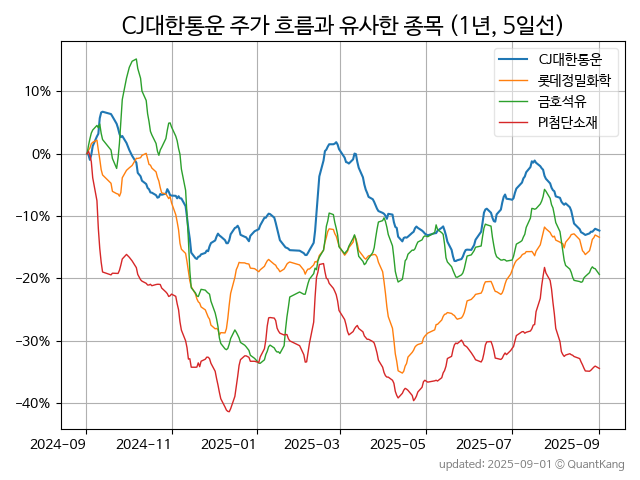 CJ대한통운 주가 흐름과 유사한 종목 (1년, 5일선)
CJ대한통운
롯데정밀화학
금호석유
PI첨단소재
10%
0%
−10%
−20%
−30%
−40%
2024-09 2024-11 2025-01 2025-03 2025-05 2025-07 2025-09
updated: 2025-09-01 © QuantKang